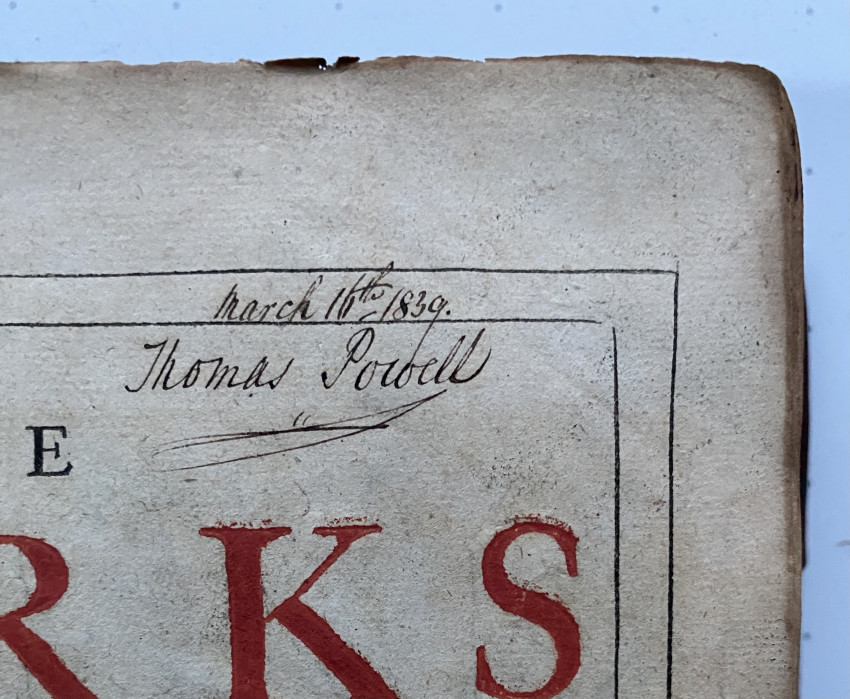 March 16th 1839.
Thomas Powell
E
RKS